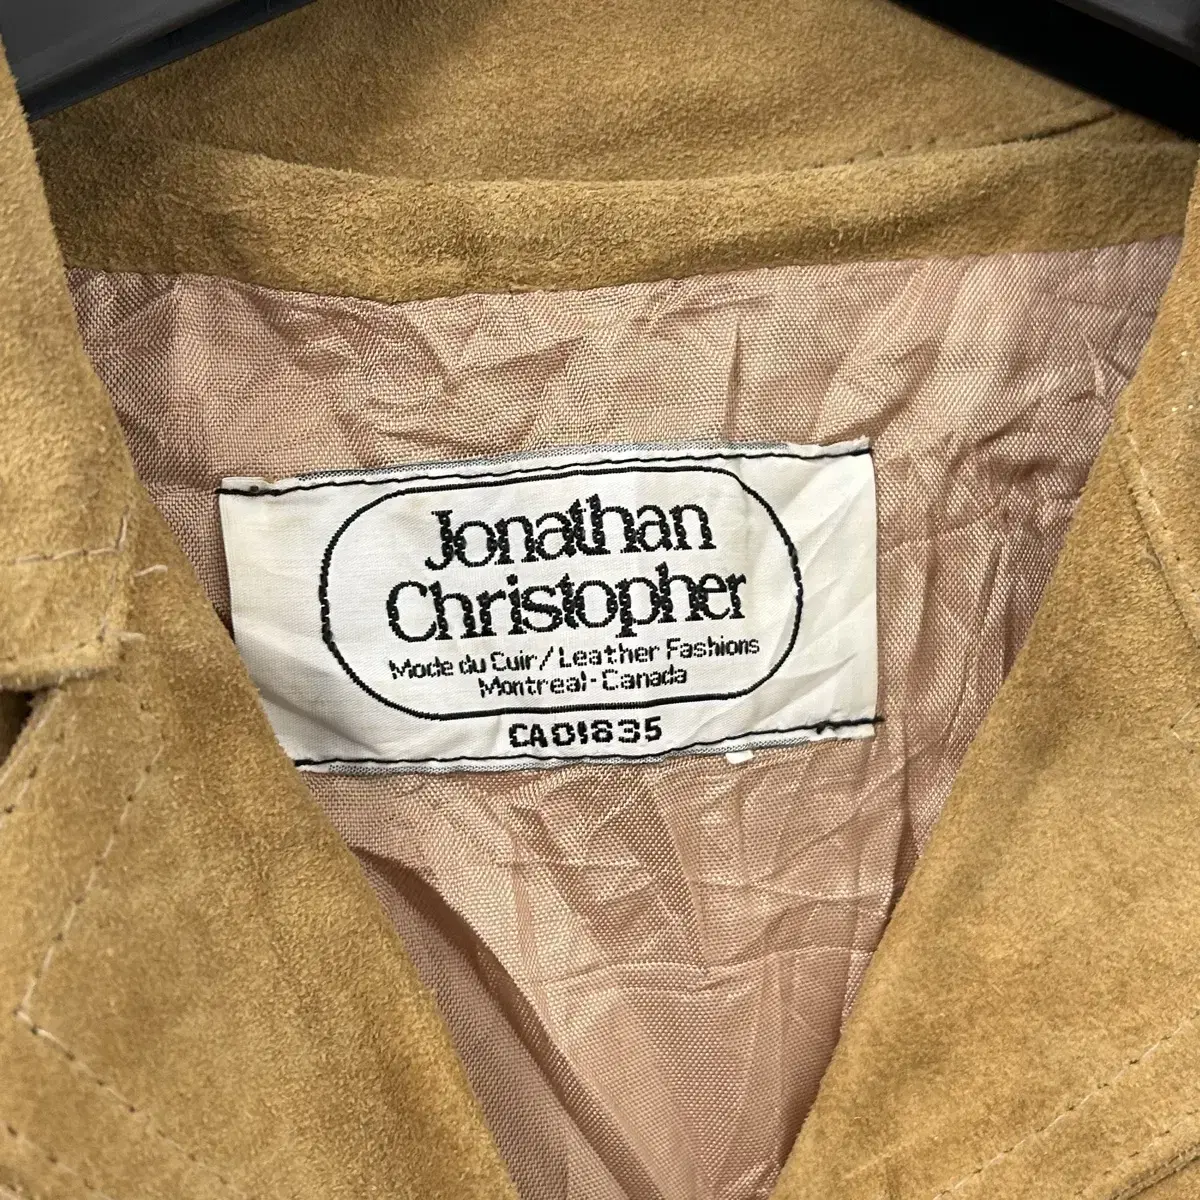 Jonathan
Christopher
Mode du Cuir/Leather Fashions
Montreal-Canada
CA01835